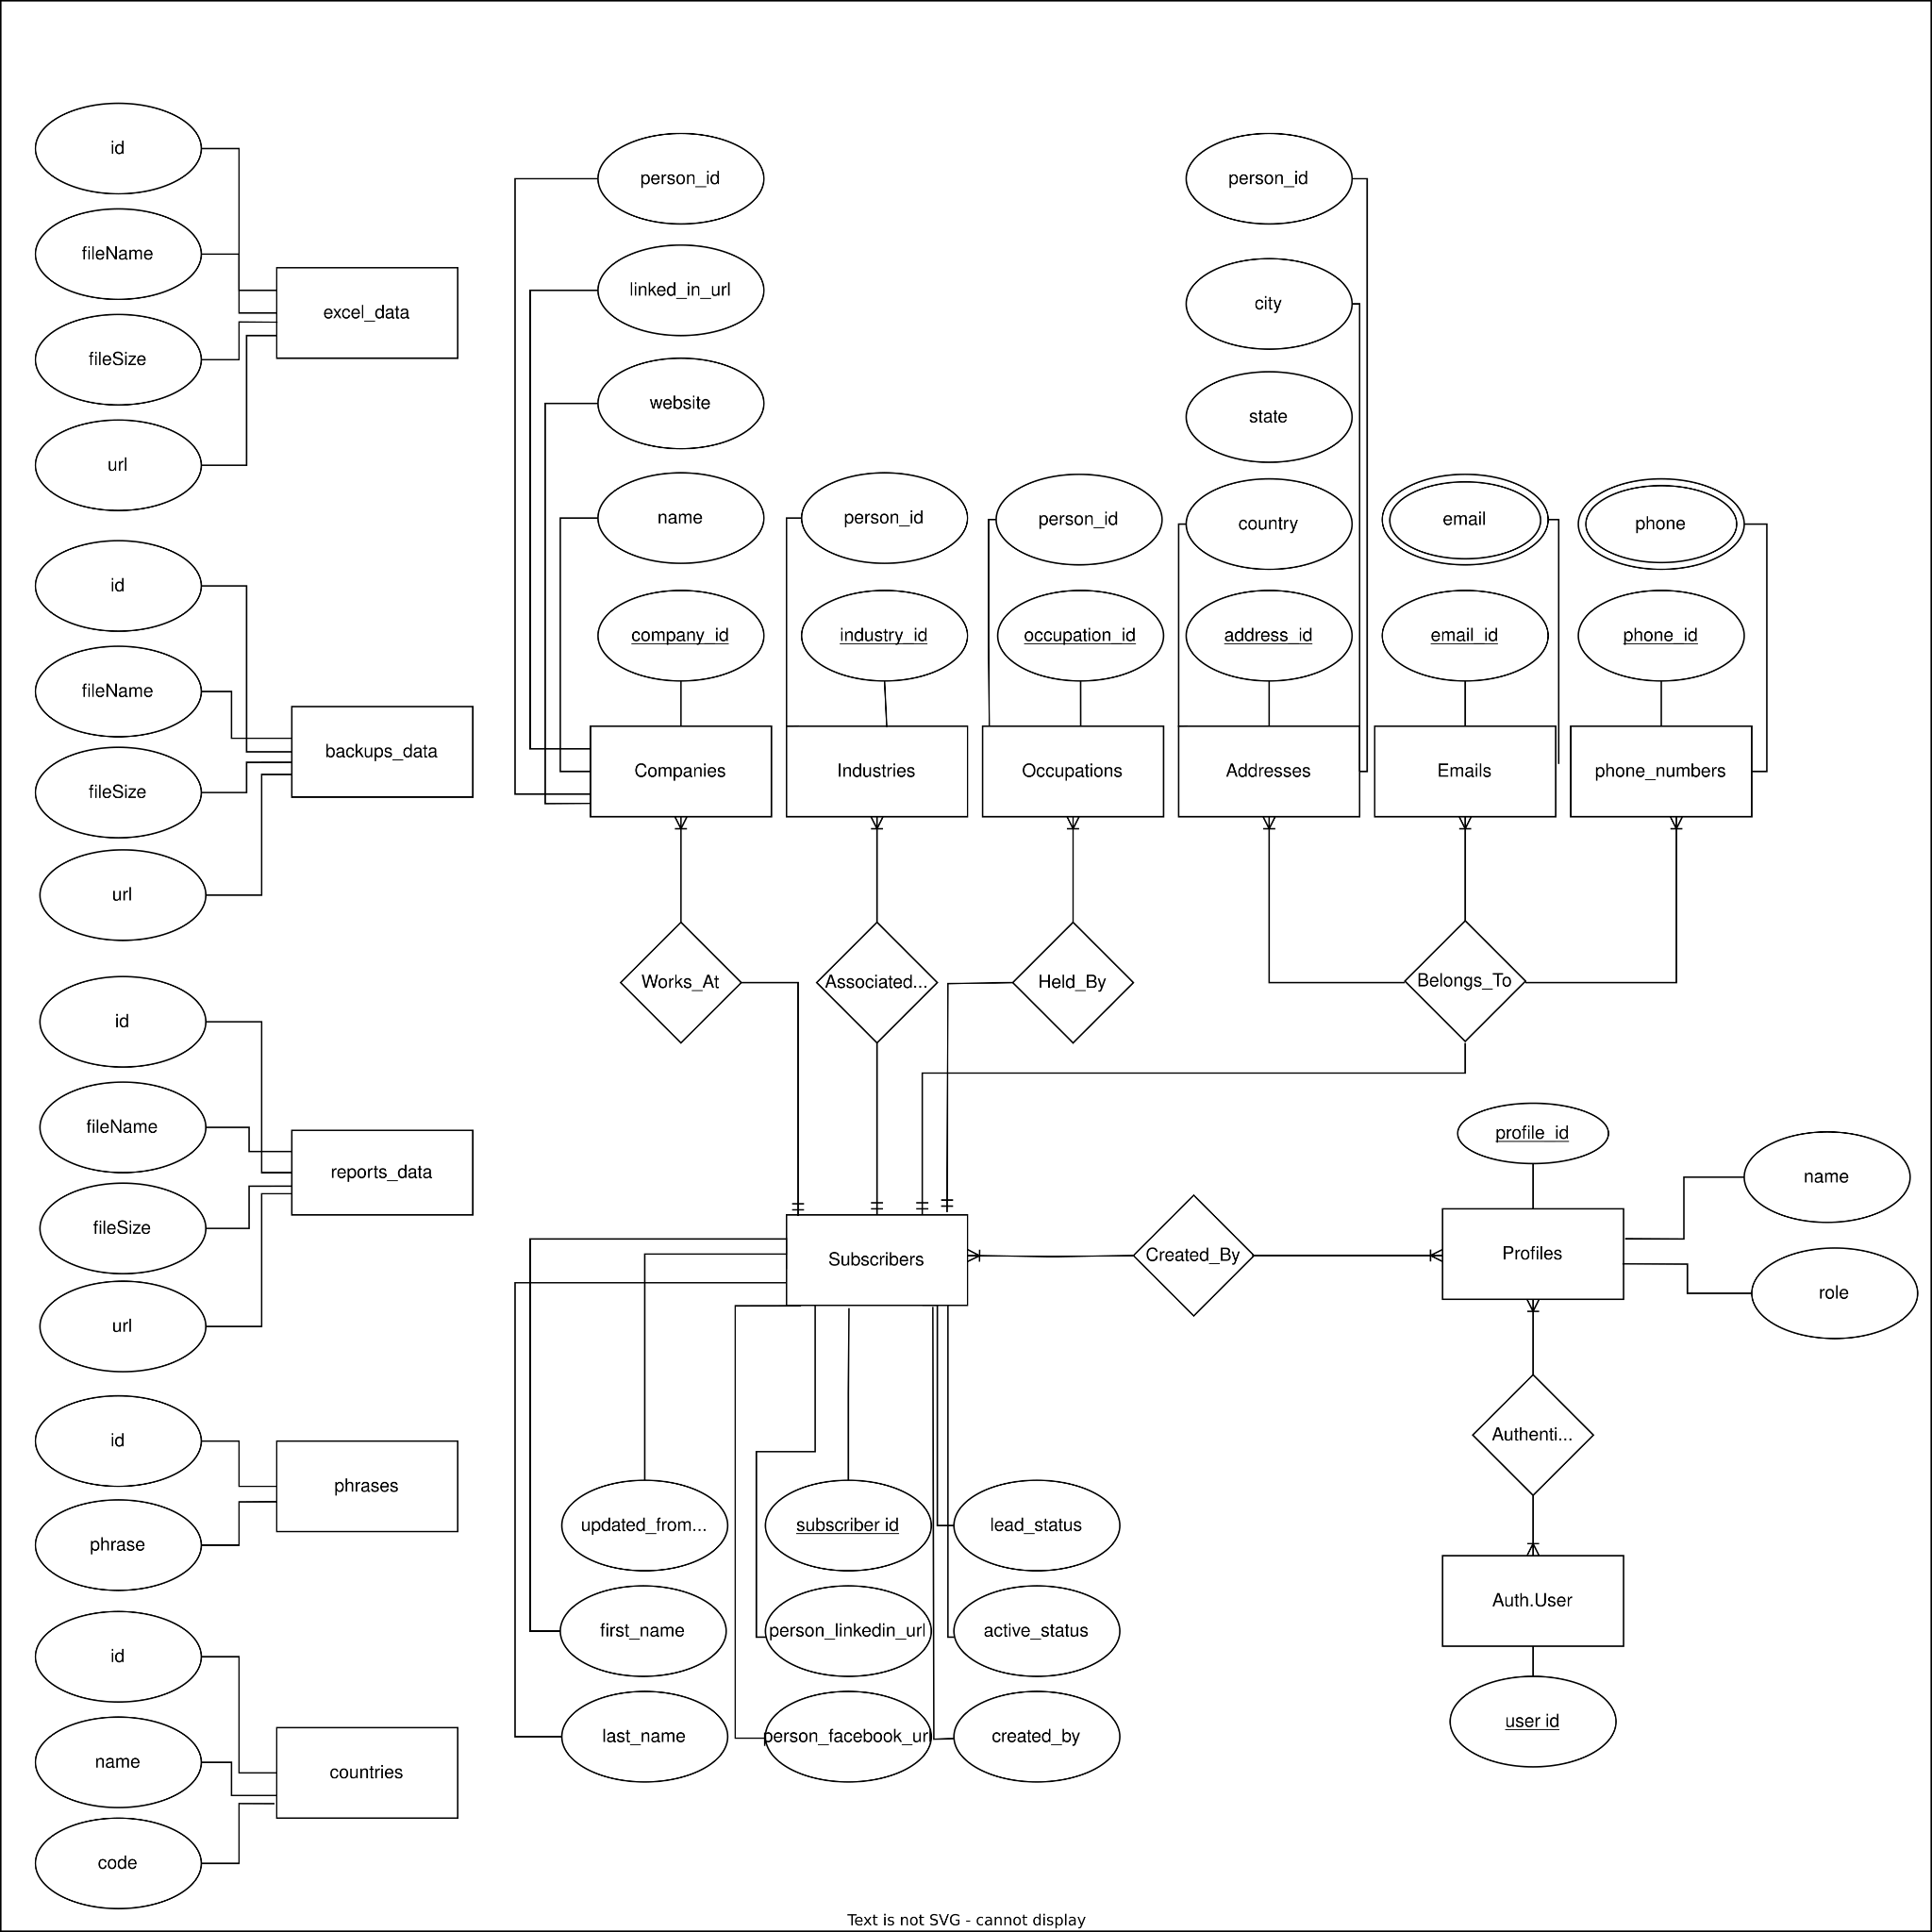 id
fileName
fileSize
url
excel_data
id
fileName
fileSize
url
backups_data
id
fileName
fileSize
url
reports_data
id
phrase
phrases
id
name
code
countries
person_id
linked_in_url
website
name
company_id
Companies
person_id
industry_id
Industries
person_id
occupation_id
Occupations
person_id
city
state
country
address_id
Addresses
email
email_id
Emails
phone
phone_id
phone_numbers
Works_At
Associated...
Held_By
Belongs_To
Subscribers
Created_By
profile_id
Profiles
name
role
Authenti...
Auth.User
user id
updated_from...
subscriber id
lead_status
first_name
person_linkedin_url
active_status
last_name
person_facebook_url
created_by
Text is not SVG - cannot display